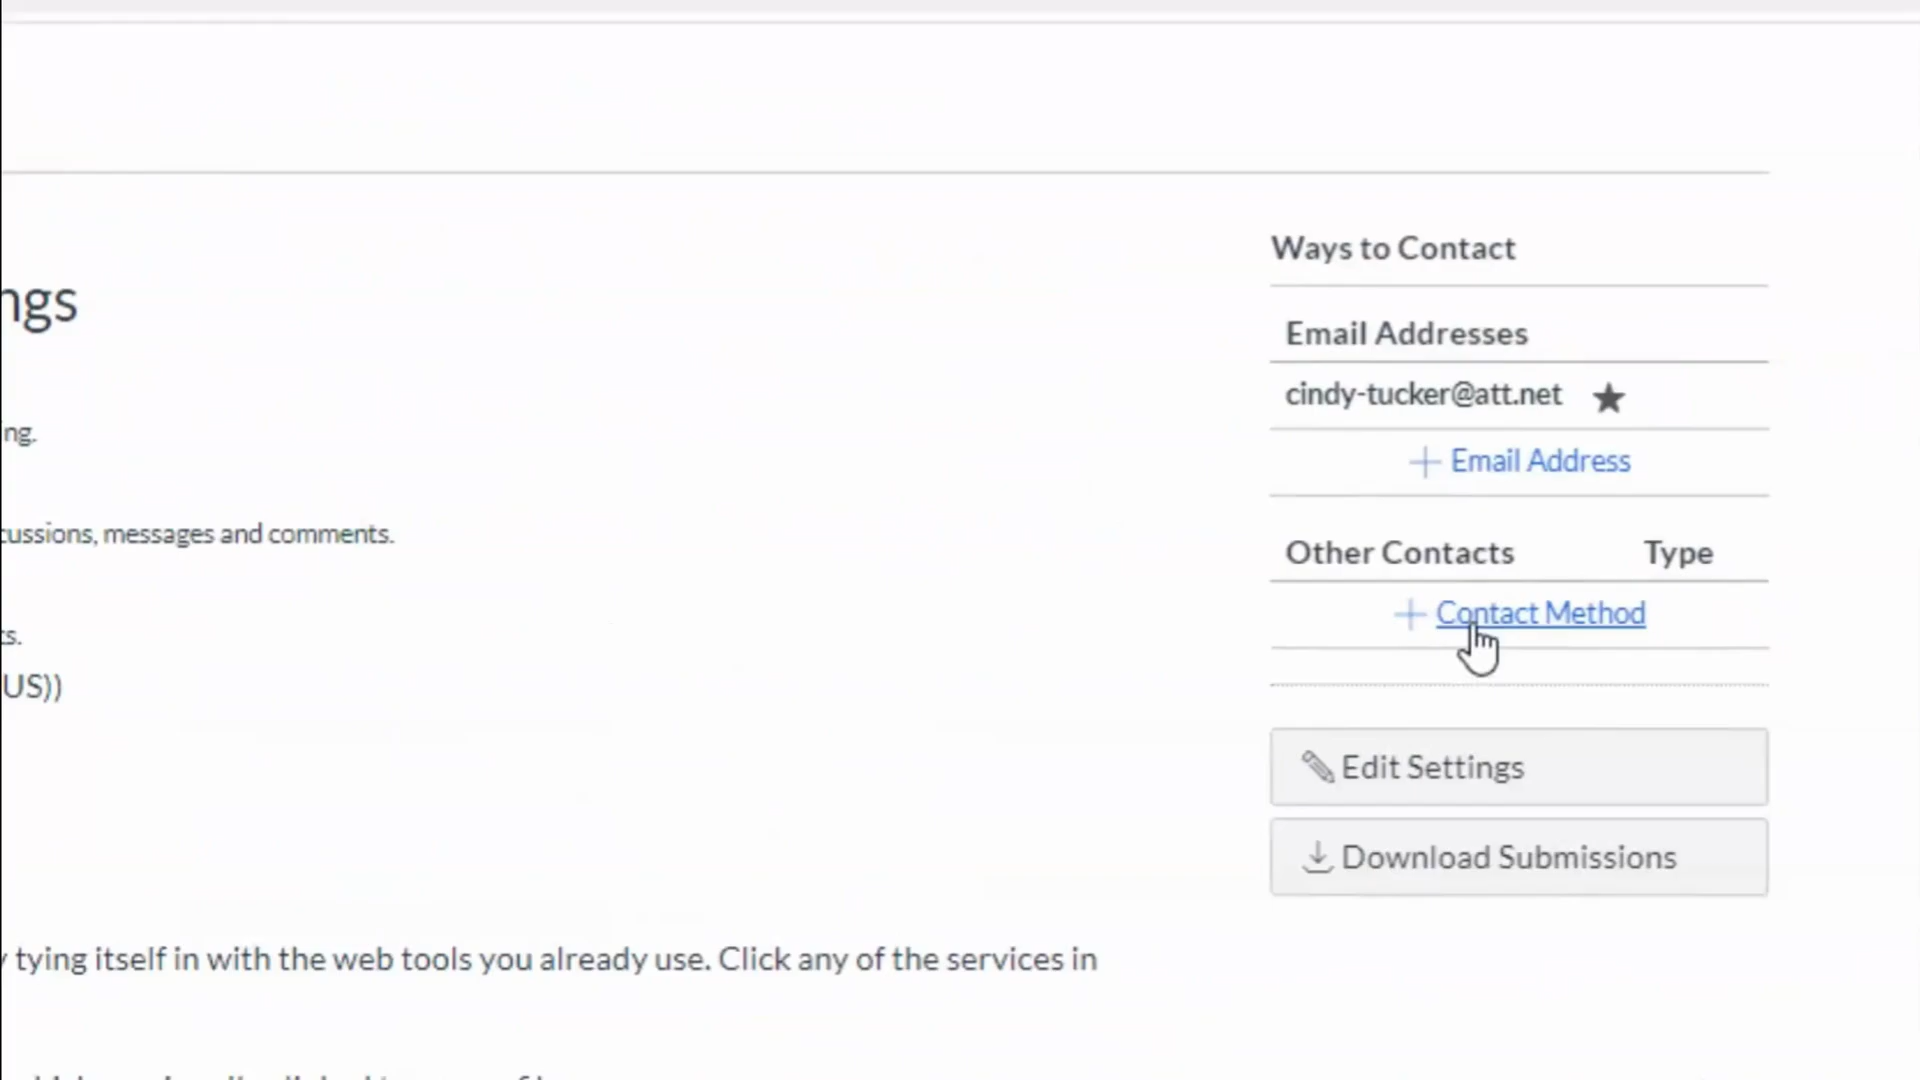 Ways to Contact
ngs
Email Addresses
ng.
cindy-tucker@att.net
Email Address
cussions, messages and comments.
Other Contacts Type
Contact Method
ts.
US))
Edit Settings
Download Submissions
tying itself in with the web tools you already use. Click any of the services in